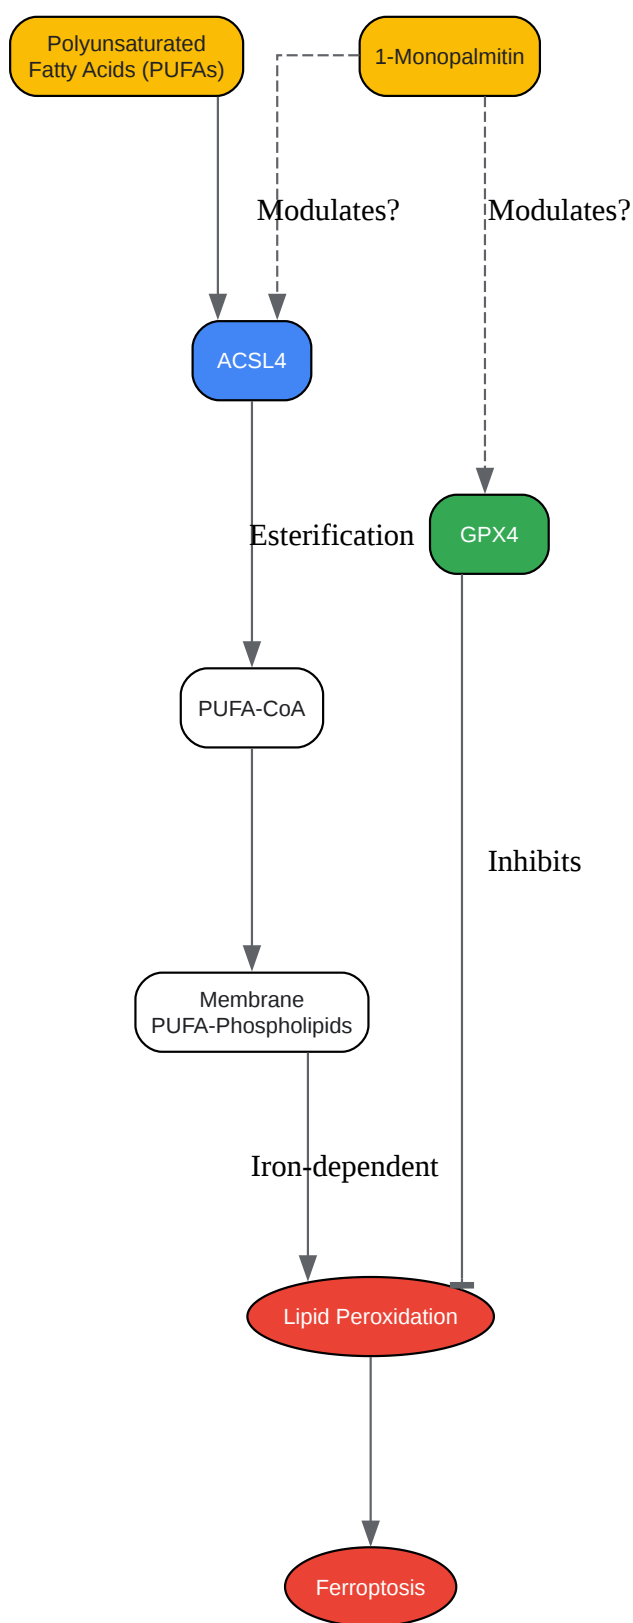 Polyunsaturated
Fatty Acids (PUFAs)
1-Monopalmitin
Modulates?
Modulates?
ACSL4
Esterification
GPX4
PUFA-CoA
Inhibits
Membrane
PUFA-Phospholipids
Iron-dependent
Lipid Peroxidation
Ferroptosis